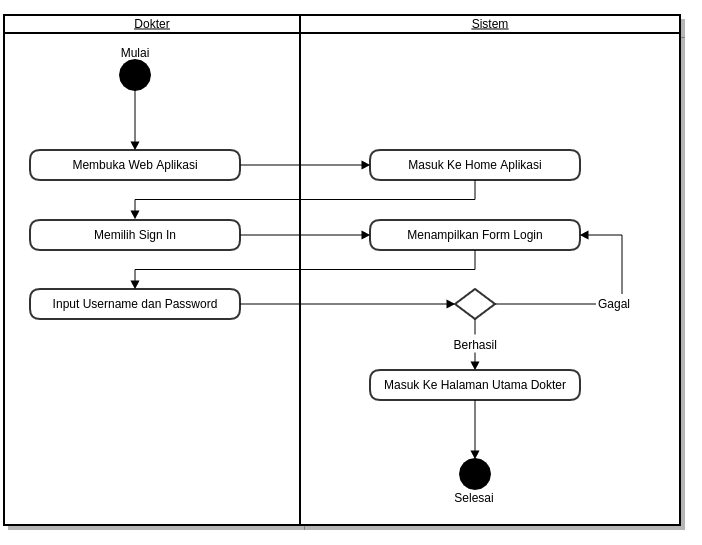 Dokter
Sistem
Mulai
Membuka Web Aplikasi
Masuk Ke Home Aplikasi
Memilih Sign In
Menampilkan Form Login
Input Username dan Password
Gagal
Berhasil
Masuk Ke Halaman Utama Dokter
Selesai